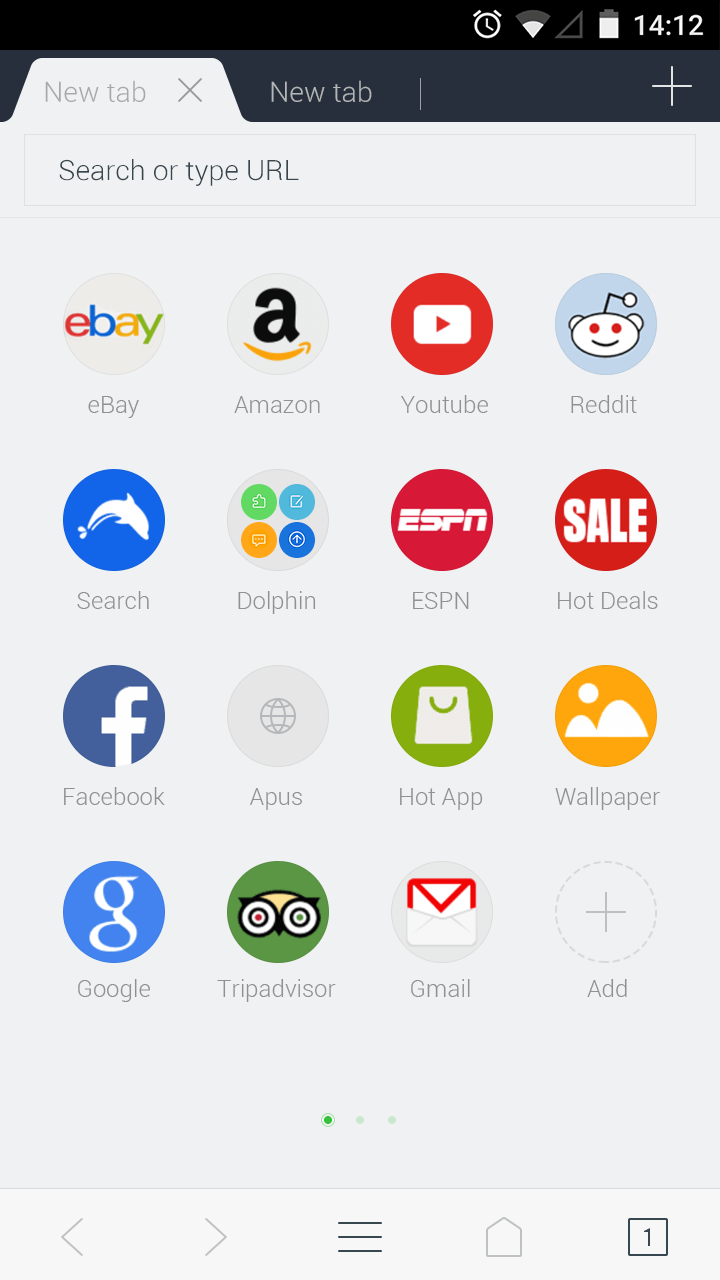 14:12
New tab
New tab
Search or type URL
ebay
a
eBay
Amazon
Youtube
Reddit
ESPN
SALE
Search
Dolphin
ESPN
Hot Deals
f
Facebook
Apus
Hot App
Wallpaper
g
Google
Tripadvisor
Gmail
Add
1